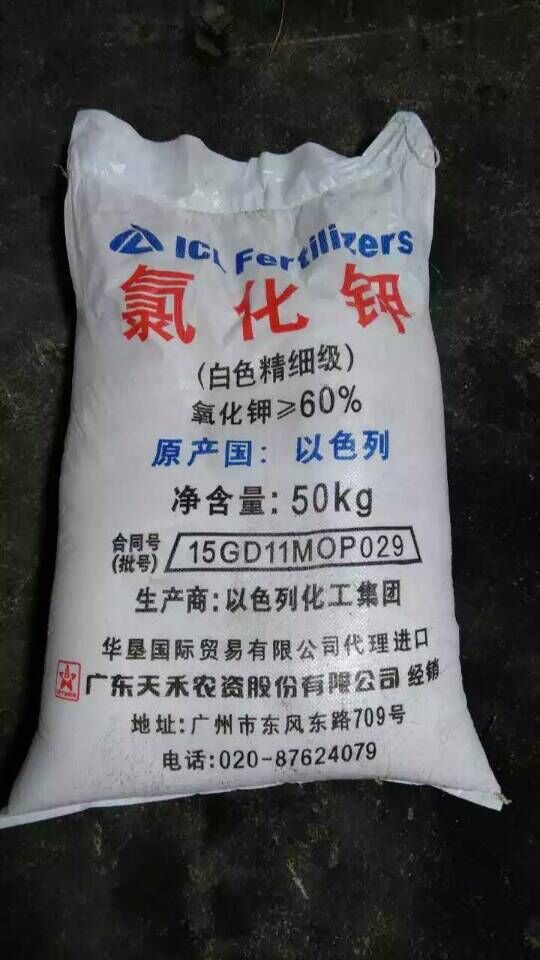 ICL Fertilizers
氯化钾
(白色精细级)
氧化钾≥60%
原产国：以色列
净含量:50kg
合同号
(批号)
15GD11MOP029
生产商:以色列化工集团
华垦国际贸易有限公司代理进口
广东天禾农资股份有限公司 经销
地址:广州市东风东路709号
电话:020-87624079